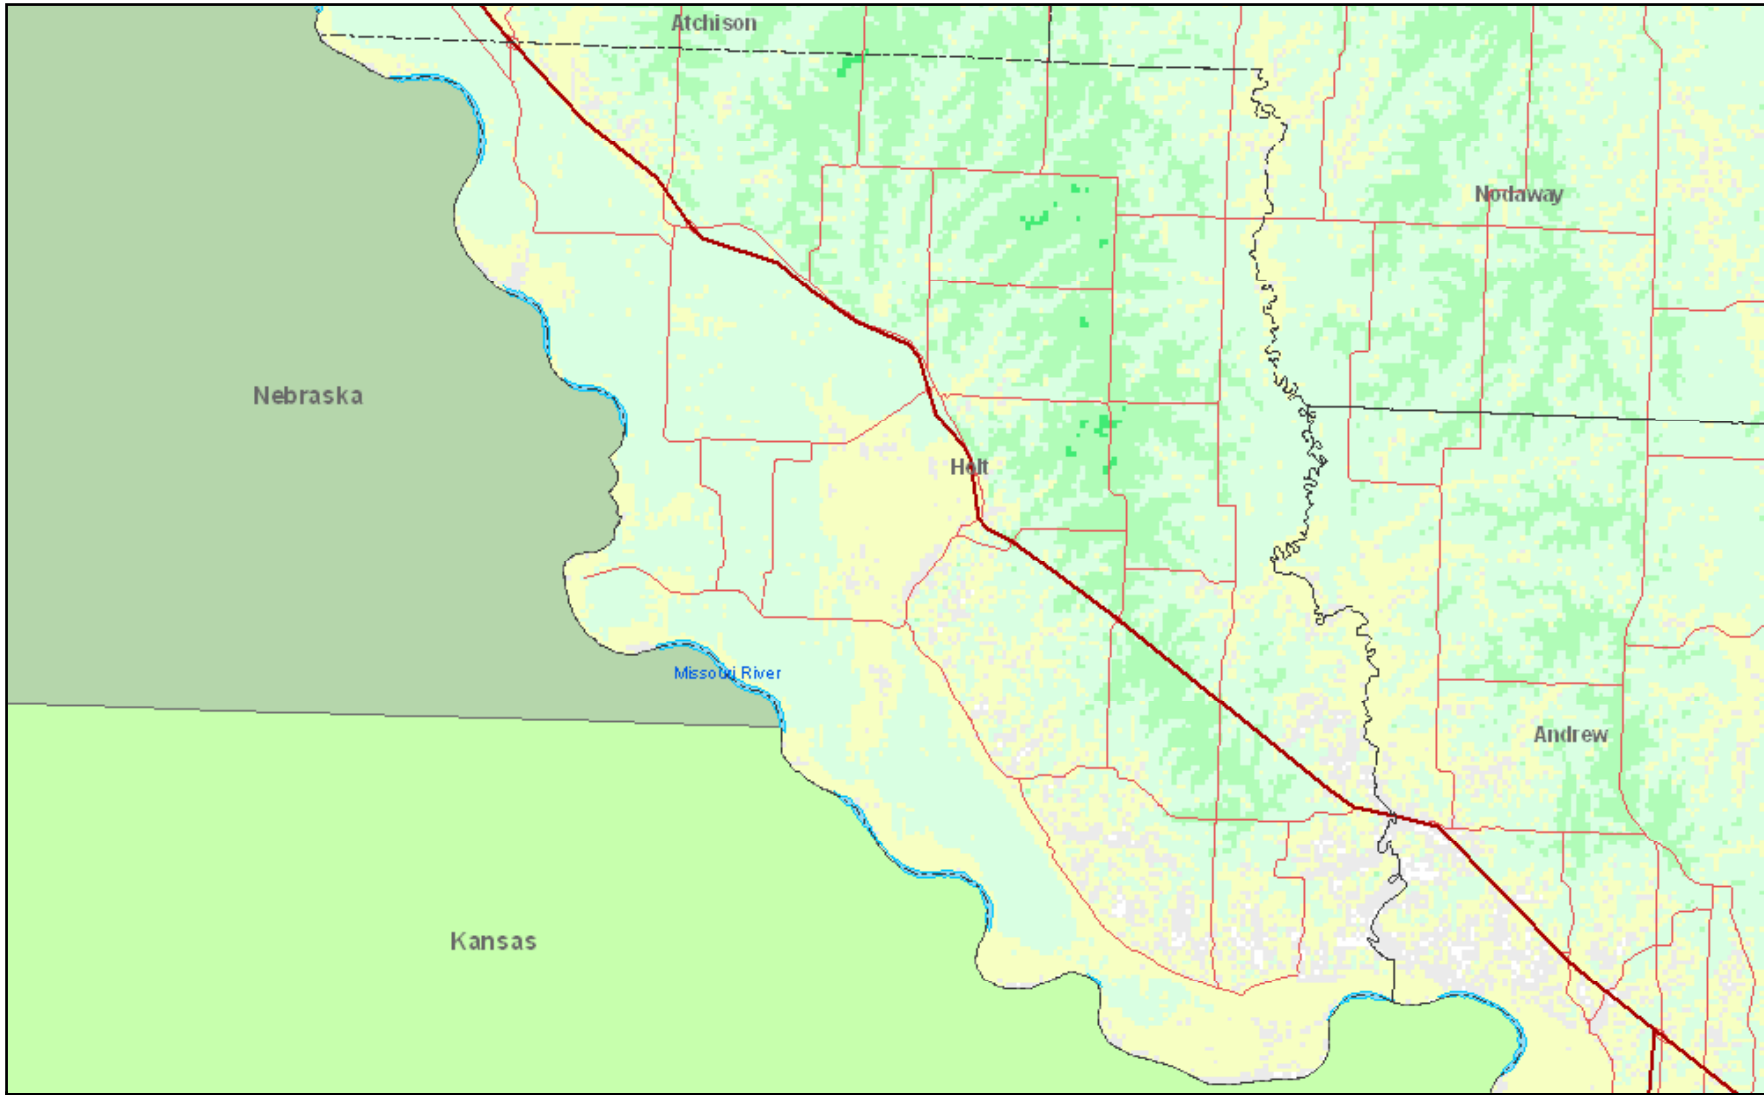 Atchison
Nodaway
Nebraska
Holt
Missouri River
Andrew
Kansas